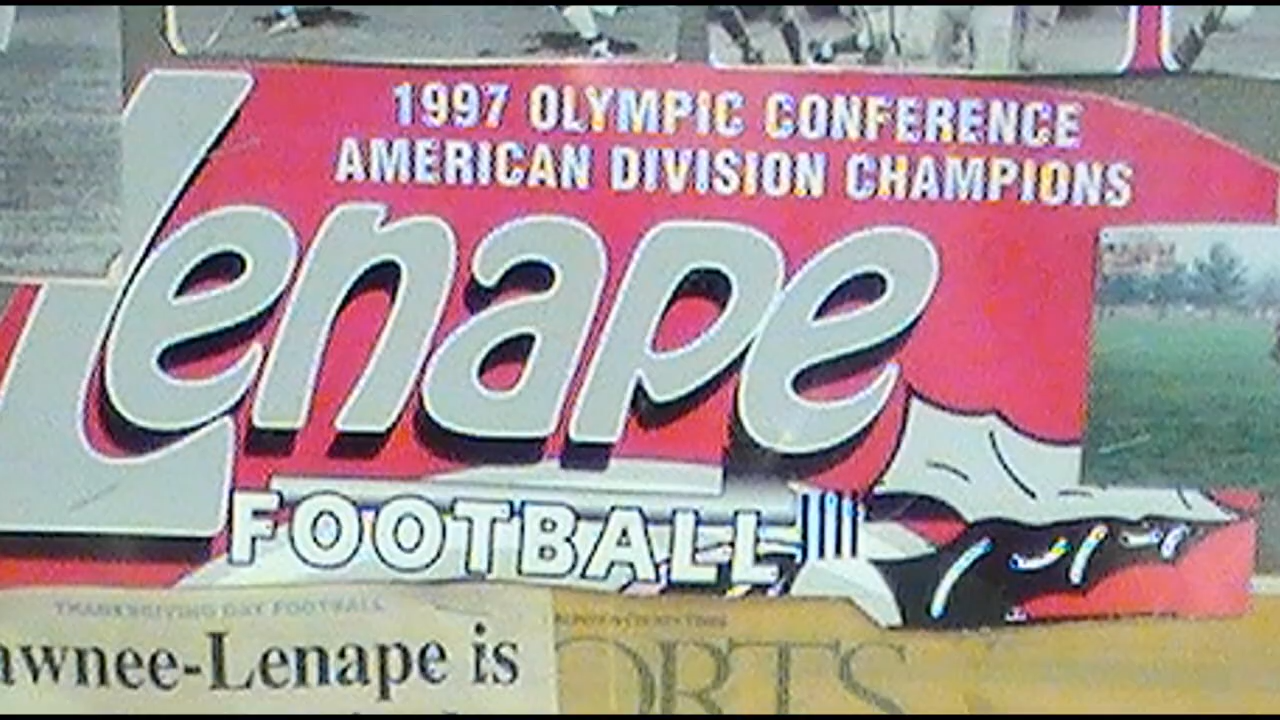 1997 OLYMPIC CONFERENCE
AMERICAN DIVISION CHAMPIONS
Lenape
FOOTBALL
THANKSGIVING DAY FOOTBALL
awnee-Lenape is
ORTS